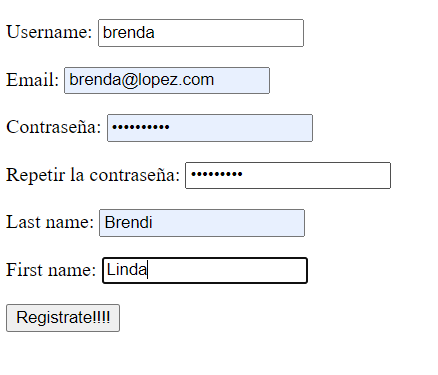 Username: brenda
Email: brenda@lopez.com
Contraseña: ••••••••••
Repetir la contraseña: •••••••••
Last name: Brendi
First name: Linda
Registrate!!!!